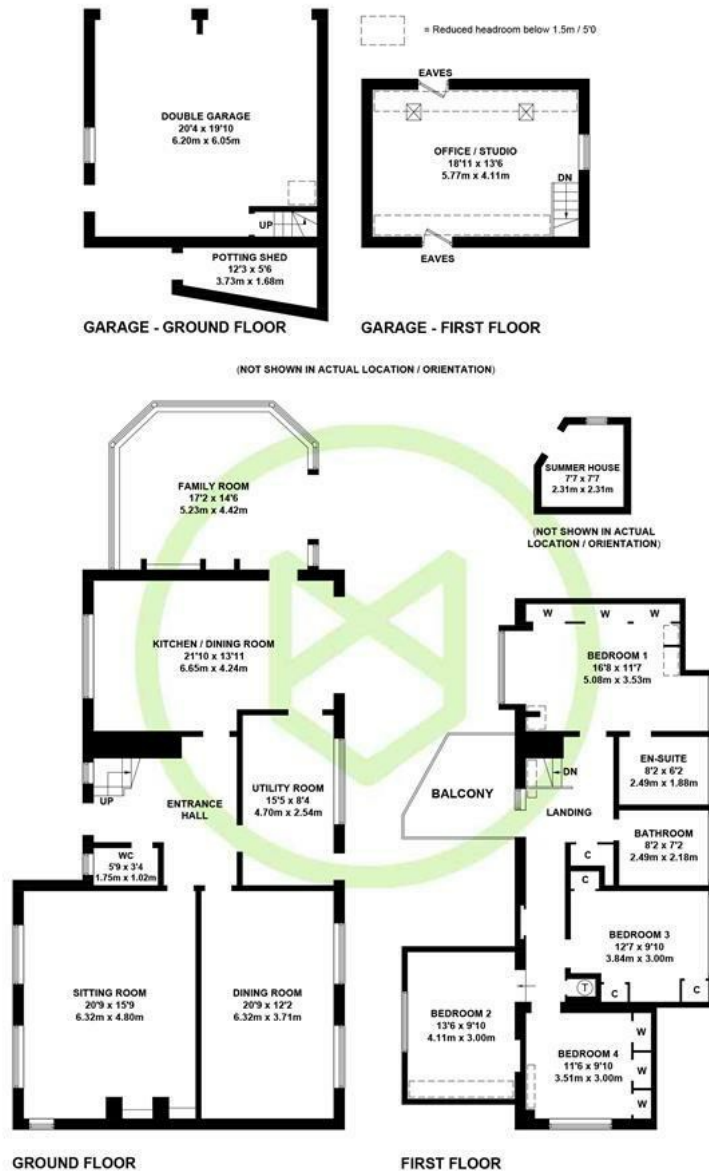 = Reduced headroom below 1.5m / 5'0
DOUBLE GARAGE
20'4 x 19'10
6.20m x 6.05m
UP
POTTING SHED
12'3 x 5'6
3.73m x 1.68m
GARAGE - GROUND FLOOR
EAVES
OFFICE / STUDIO
18'11 x 13'6
5.77m x 4.11m
DN
EAVES
GARAGE - FIRST FLOOR
(NOT SHOWN IN ACTUAL LOCATION / ORIENTATION)
SUMMER HOUSE
7'7 x 7'7
2.31m x 2.31m
(NOT SHOWN IN ACTUAL
LOCATION / ORIENTATION)
FAMILY ROOM
17'2 x 14'6
5.23m x 4.42m
KITCHEN / DINING ROOM
21'10 x 13'11
6.65m x 4.24m
UTILITY ROOM
15'5 x 8'4
4.70m x 2.54m
UP
ENTRANCE
HALL
WC
5'9 x 3'4
1.75m x 1.02m
SITTING ROOM
20'9 x 15'9
6.32m x 4.80m
DINING ROOM
20'9 x 12'2
6.32m x 3.71m
GROUND FLOOR
W W W
BEDROOM 1
16'8 x 11'7
5.08m x 3.53m
EN-SUITE
8'2 x 6'2
2.49m x 1.88m
DN
BALCONY
LANDING
BATHROOM
8'2 x 7'2
2.49m x 2.18m
C
C
BEDROOM 3
12'7 x 9'10
3.84m x 3.00m
T
C
C
BEDROOM 2
13'6 x 9'10
4.11m x 3.00m
BEDROOM 4
11'6 x 9'10
3.51m x 3.00m
W
W
W
FIRST FLOOR